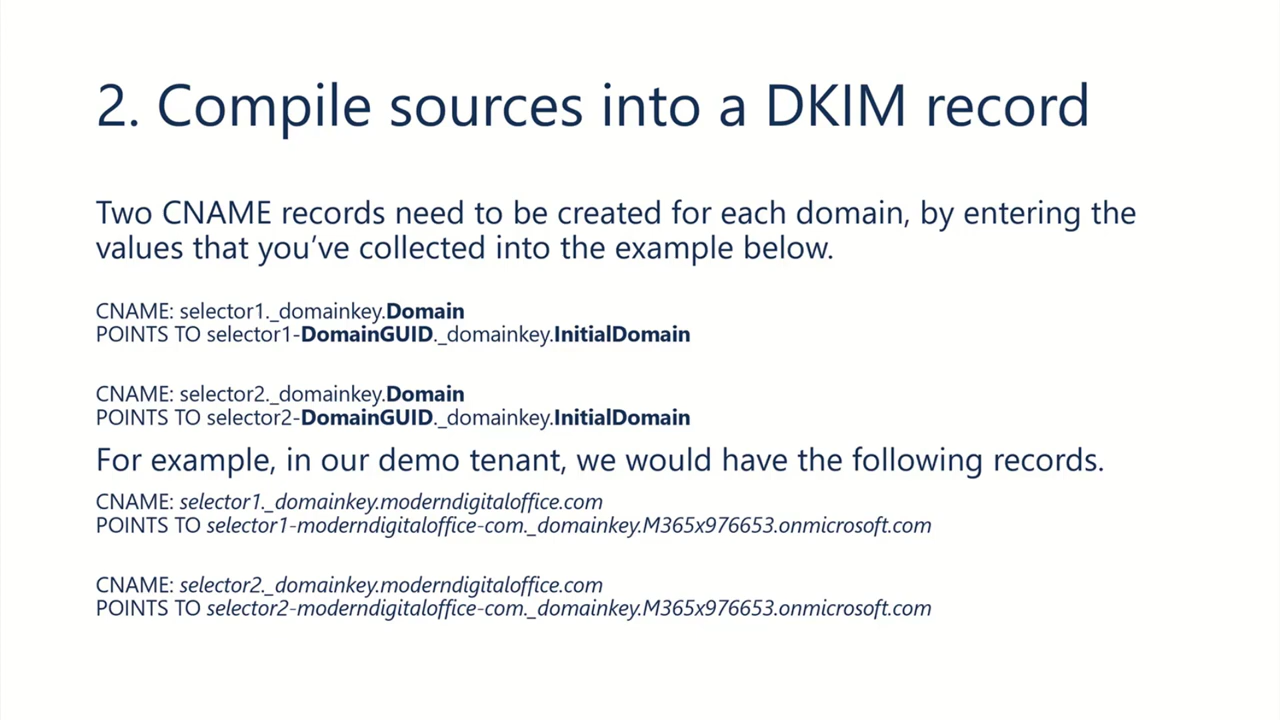 2. Compile sources into a DKIM record
Two CNAME records need to be created for each domain, by entering the
values that you’ve collected into the example below.
CNAME: selector1._domainkey.Domain
POINTS TO selector1-DomainGUID._domainkey.InitialDomain
CNAME: selector2._domainkey.Domain
POINTS TO selector2-DomainGUID._domainkey.InitialDomain
For example, in our demo tenant, we would have the following records.
CNAME: selector1._domainkey.moderndigitaloffice.com
POINTS TO selector1-moderndigitaloffice-com._domainkey.M365x976653.onmicrosoft.com
CNAME: selector2._domainkey.moderndigitaloffice.com
POINTS TO selector2-moderndigitaloffice-com._domainkey.M365x976653.onmicrosoft.com